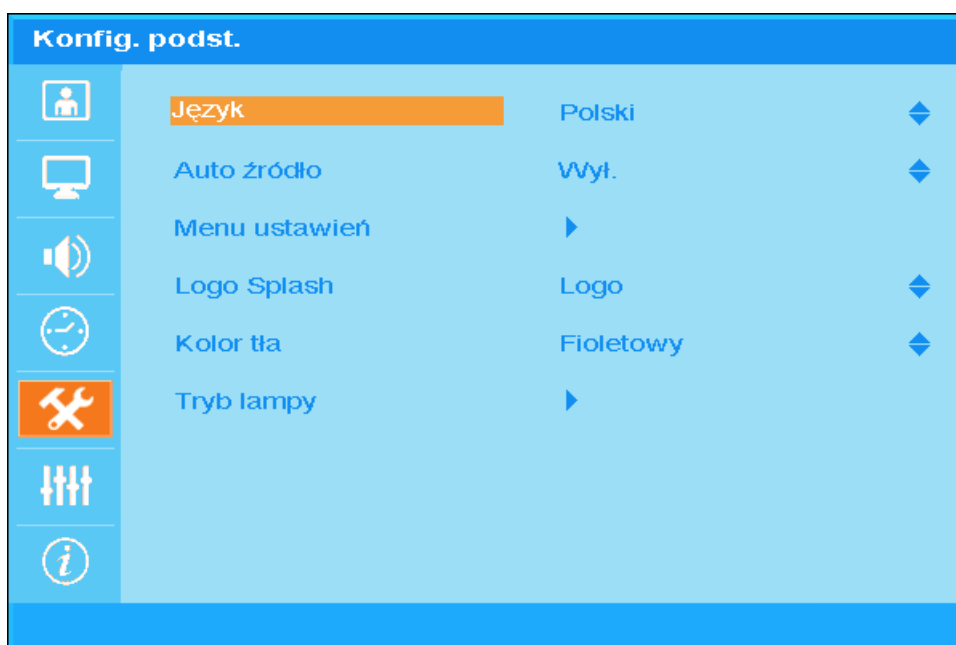 Konfig. podst.
Język Polski
Auto źródło Wył.
Menu ustawień
Logo Splash Logo
Kolor tła Fioletowy
Tryb lampy